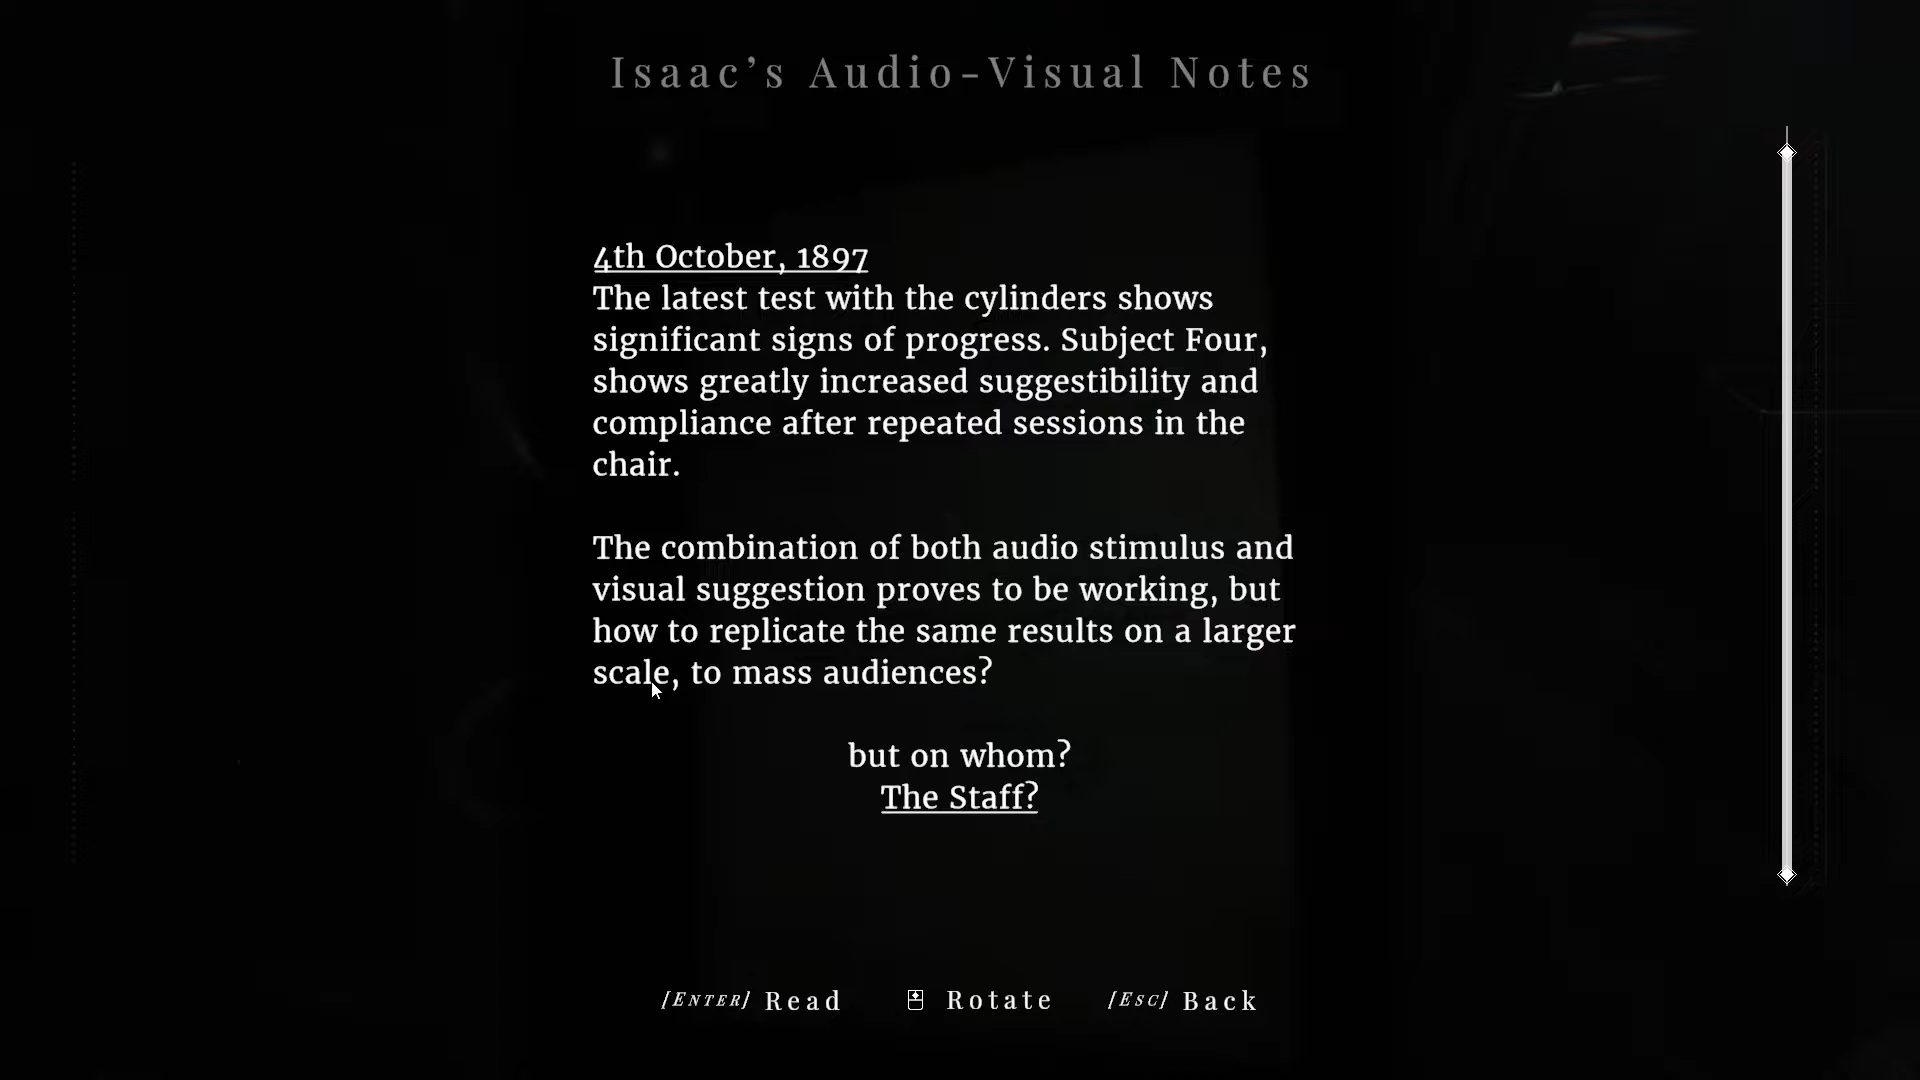 Isaac’s Audio-Visual Notes
4th October, 1897
The latest test with the cylinders shows
significant signs of progress. Subject Four,
shows greatly increased suggestibility and
compliance after repeated sessions in the
chair.
The combination of both audio stimulus and
visual suggestion proves to be working, but
how to replicate the same results on a larger
scale, to mass audiences?
but on whom?
The Staff?
[Enter] Read Rotate [Esc] Back